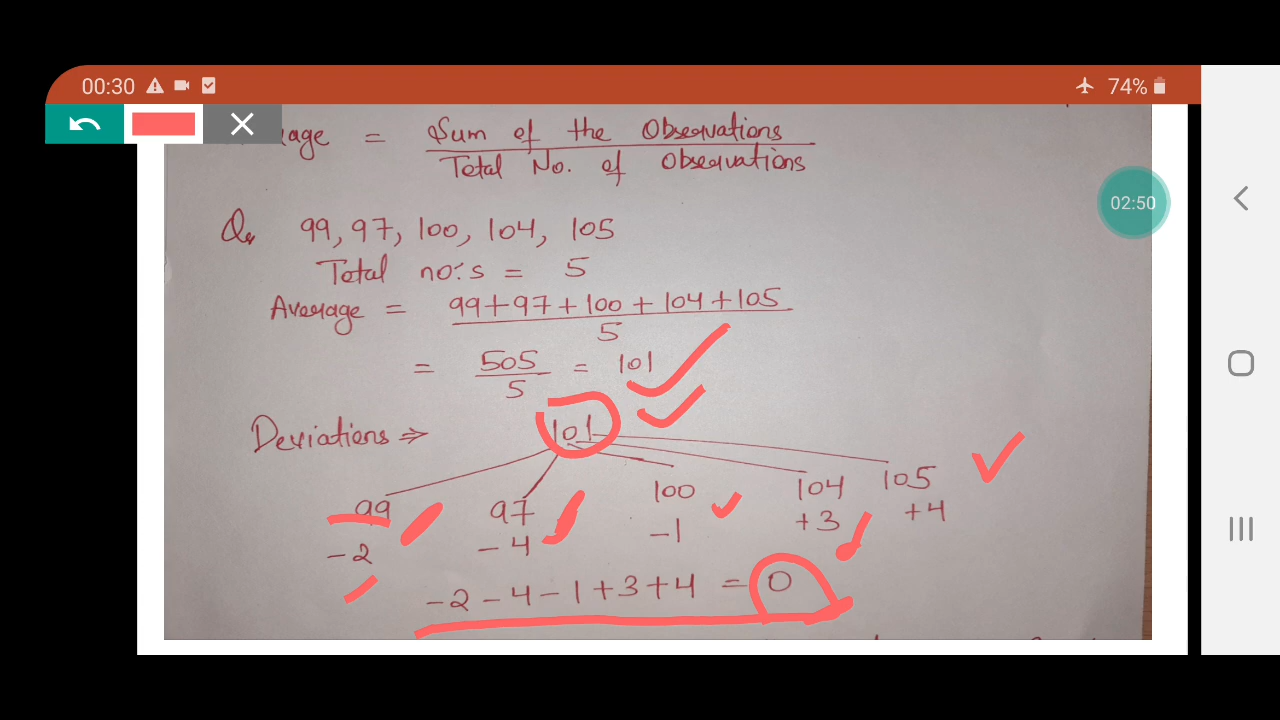 00:30 74%
02:50
age = Sum of the Observations
Total No. of Observations
Q. 99, 97, 100, 104, 105
Total no:s = 5
Average = 99+97+100+104+105
5
= 505 = 101
5
Deviations ⇒ 101
99 97 100 104 105
-2 -4 -1 +3 +4
-2-4-1+3+4 = 0